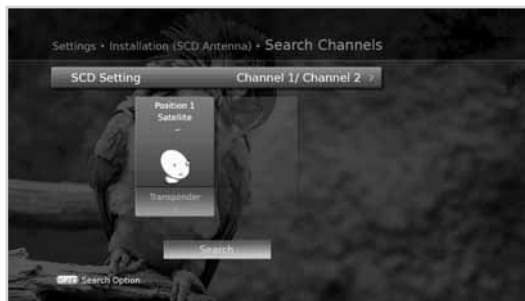 Settings • Installation (SCD Antenna) • Search Channels
SCD Setting Channel 1/ Channel 2
Position 1
Satellite
–
Transponder
–
Search
Search Option